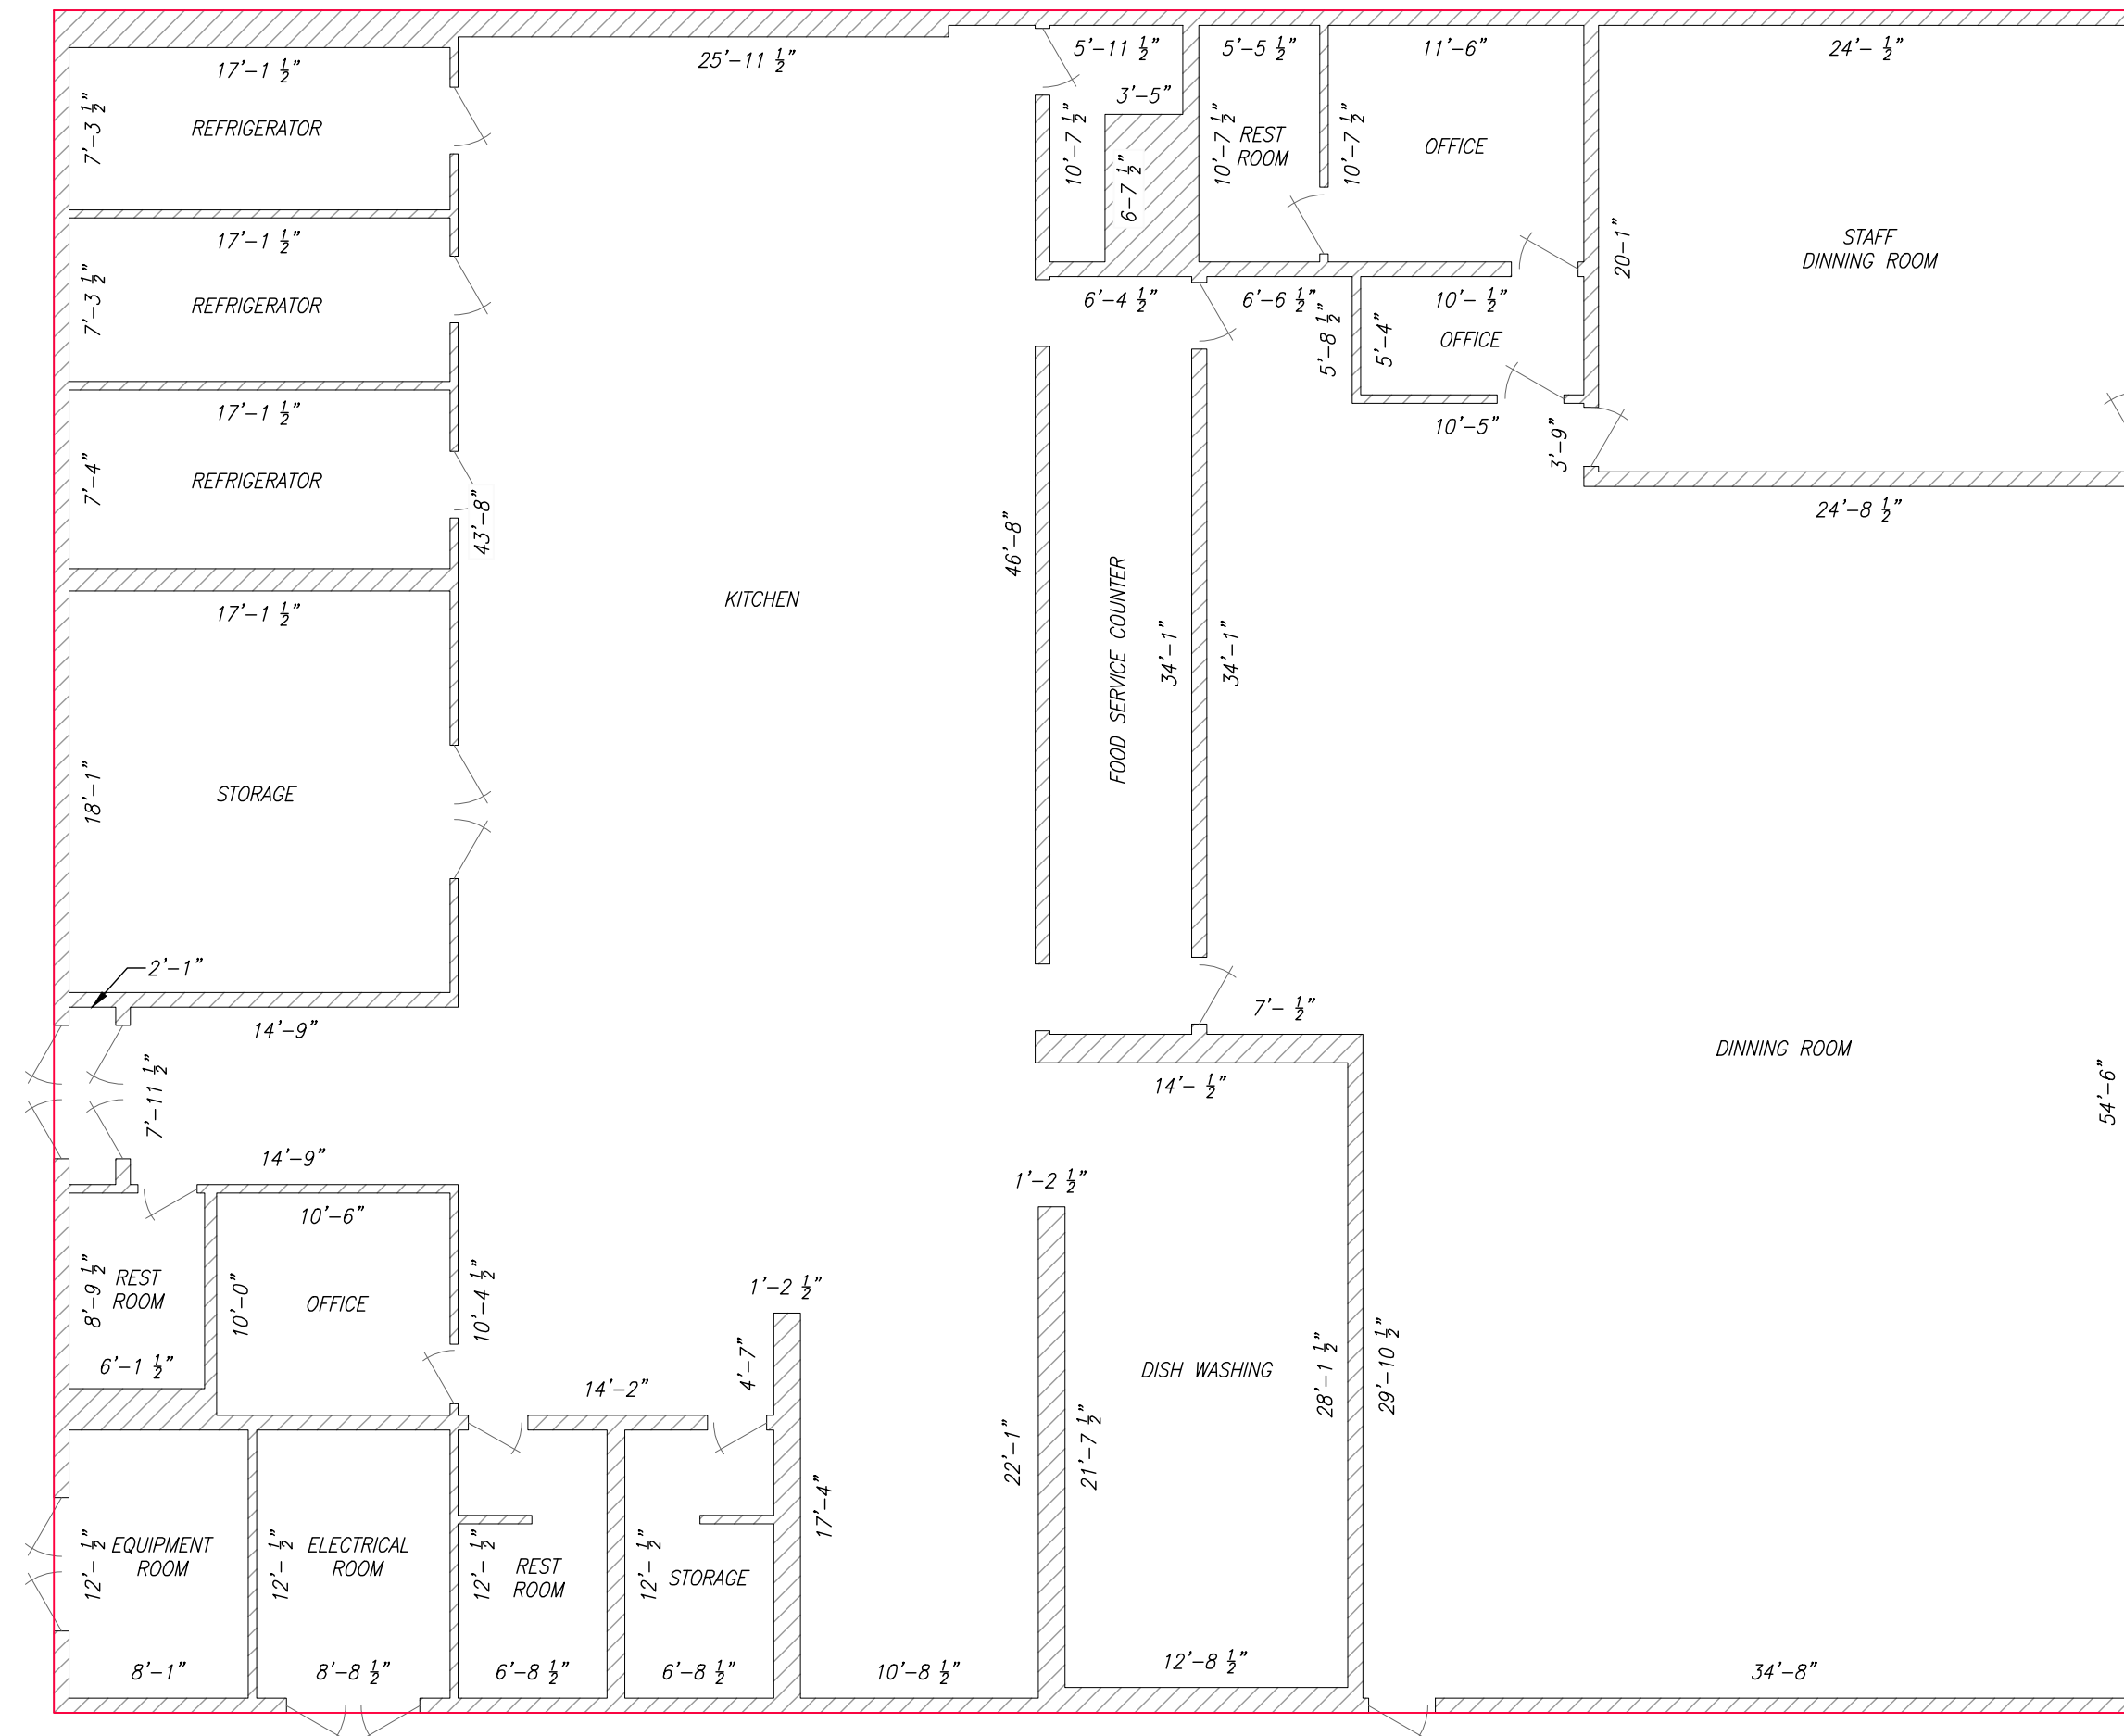 5'-11 1/2"
5'-5 1/2"
11'-6"
24'- 1/2"
25'-11 1/2"
17'-1 1/2"
3'-5"
7'-3 1/2"
REFRIGERATOR
10'-7 1/2"
6-7 1/2"
10'-7 1/2"
REST
ROOM
10'-7 1/2"
OFFICE
20'-1"
STAFF
DINNING ROOM
17'-1 1/2"
7'-3 1/2"
REFRIGERATOR
6'-4 1/2"
6'-6 1/2"
10'- 1/2"
5'-8 1/2"
5'-4"
OFFICE
17'-1 1/2"
10'-5"
3'-9"
7'-4"
REFRIGERATOR
43'-8"
24'-8 1/2"
46'-8"
KITCHEN
17'-1 1/2"
FOOD SERVICE COUNTER
34'-1"
34'-1"
18'-1"
STORAGE
2'-1"
14'-9"
7'- 1/2"
DINNING ROOM
7'-11 1/2"
14'- 1/2"
54'-6"
14'-9"
1'-2 1/2"
10'-6"
8'-9 1/2"
REST
ROOM
10'-0"
OFFICE
10'-4 1/2"
1'-2 1/2"
6'-1 1/2"
14'-2"
4'-7"
DISH WASHING
28'-1 1/2"
29'-10 1/2"
22'-1"
21'-7 1/2"
17'-4"
12'- 1/2"
EQUIPMENT
ROOM
12'- 1/2"
ELECTRICAL
ROOM
12'- 1/2"
REST
ROOM
12'- 1/2"
STORAGE
8'-1"
8'-8 1/2"
6'-8 1/2"
6'-8 1/2"
10'-8 1/2"
12'-8 1/2"
34'-8"